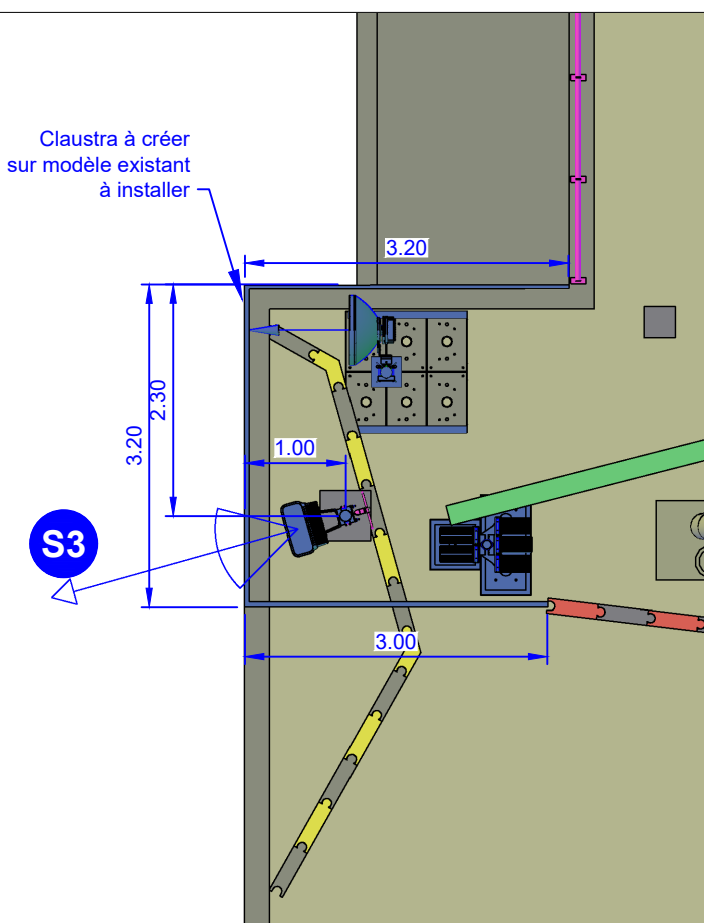 Claustra à créer
sur modèle existant
à installer
3.20
2.30
3.20
1.00
S3
3.00